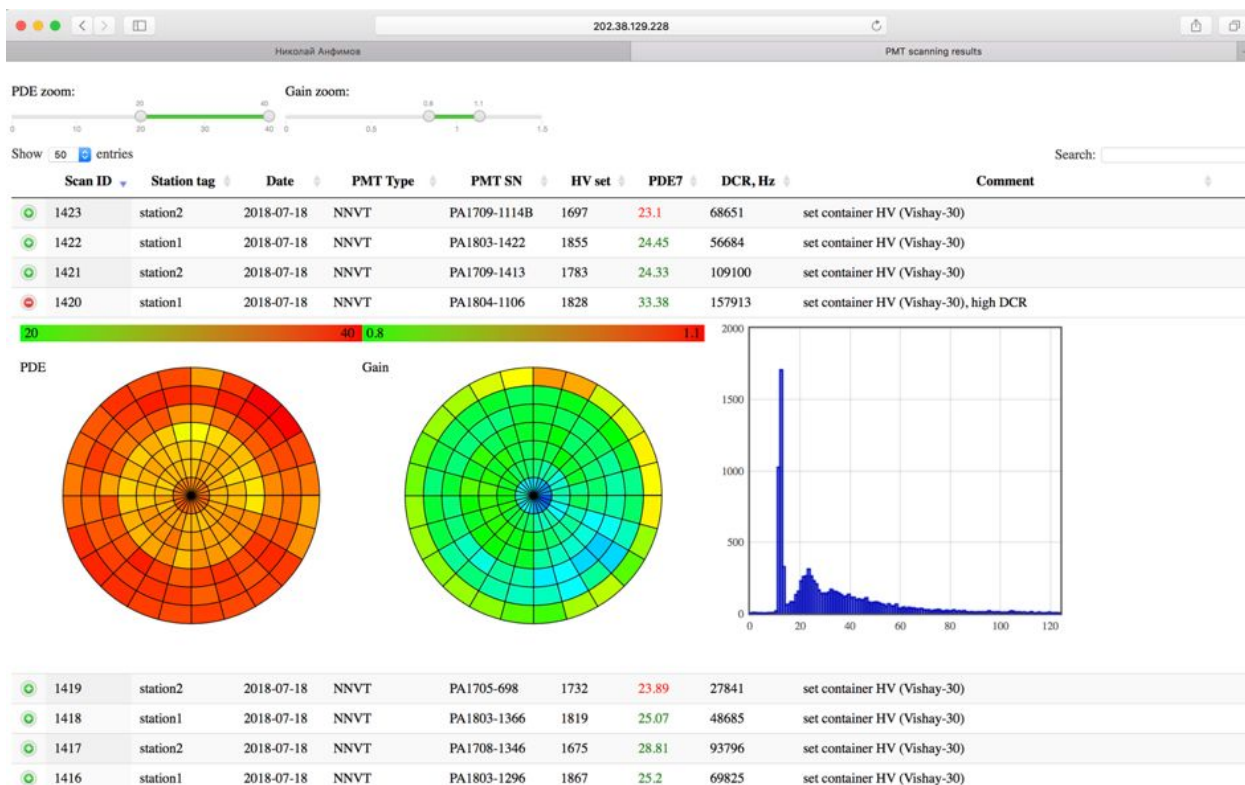 202.38.129.228
Николай Анфимов PMT scanning results
PDE zoom: Gain zoom:
20 40 0.8 1.1
0 10 20 30 40 0 0.5 1 1.5
Show 50 entries Search:
Scan ID Station tag Date PMT Type PMT SN HV set PDE7 DCR, Hz Comment
1423 station2 2018-07-18 NNVT PA1709-1114B 1697 23.1 68651 set container HV (Vishay-30)
1422 station1 2018-07-18 NNVT PA1803-1422 1855 24.45 56684 set container HV (Vishay-30)
1421 station2 2018-07-18 NNVT PA1709-1413 1783 24.33 109100 set container HV (Vishay-30)
1420 station1 2018-07-18 NNVT PA1804-1106 1828 33.38 157913 set container HV (Vishay-30), high DCR
20 40 0.8 1.1
PDE Gain
2000
1500
1000
500
0
0 20 40 60 80 100 120
1419 station2 2018-07-18 NNVT PA1705-698 1732 23.89 27841 set container HV (Vishay-30)
1418 station1 2018-07-18 NNVT PA1803-1366 1819 25.07 48685 set container HV (Vishay-30)
1417 station2 2018-07-18 NNVT PA1708-1346 1675 28.81 93796 set container HV (Vishay-30)
1416 station1 2018-07-18 NNVT PA1803-1296 1867 25.2 69825 set container HV (Vishay-30)